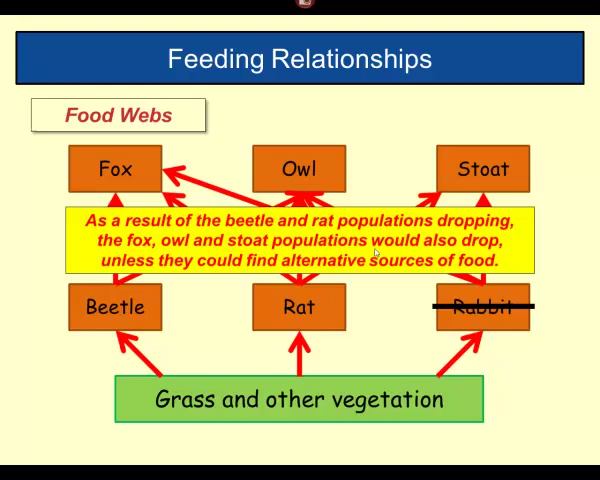 Feeding Relationships
Food Webs
Fox
Owl
Stoat
As a result of the beetle and rat populations dropping,
the fox, owl and stoat populations would also drop,
unless they could find alternative sources of food.
Beetle
Rat
Rabbit
Grass and other vegetation